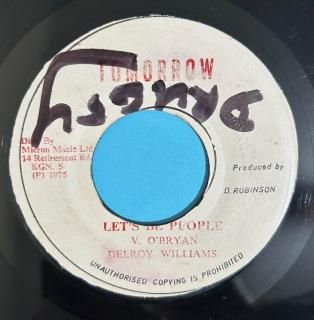 TOMORROW
Dist. By
Micron Music Ltd
14 Retirement Rd.
KGN. 5
(P) 1975
Produced by
D. ROBINSON
LET'S BE PEOPLE
V. O'BRYAN
DELROY WILLIAMS
UNAUTHORISED COPYING IS PROHIBITED